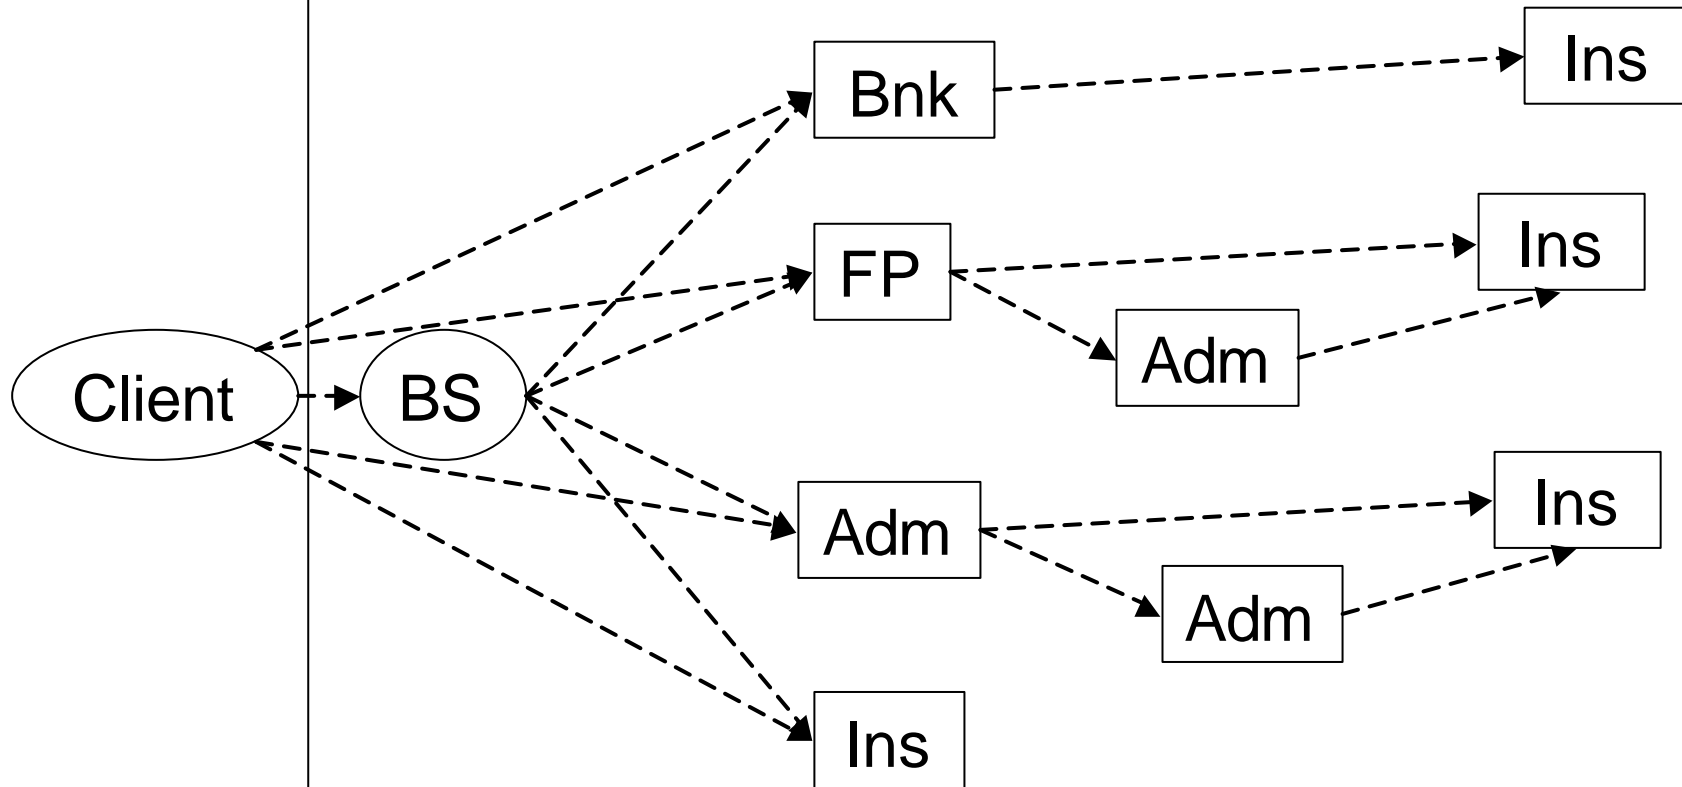 Ins
Bnk
Ins
FP
Adm
Client
BS
Ins
Adm
Adm
Ins